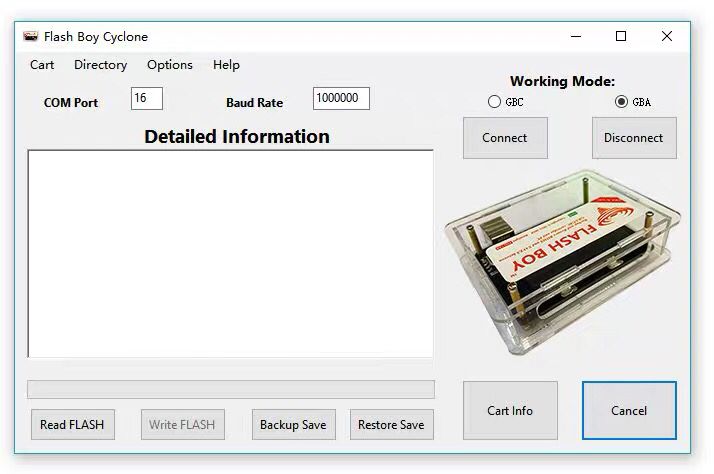 Flash Boy Cyclone
Cart Directory Options Help
Working Mode:
COM Port 16 Baud Rate 1000000
GBC GBA
Connect Disconnect
Detailed Information
FLASH BOY
Read FLASH Write FLASH Backup Save Restore Save
Cart Info Cancel